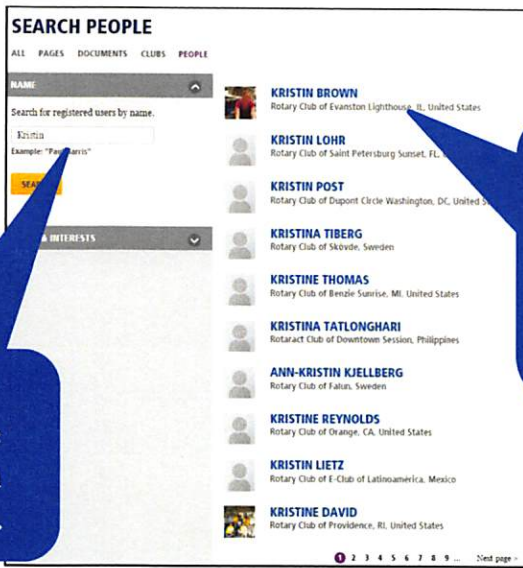 SEARCH PEOPLE
ALL PAGES DOCUMENTS CLUBS PEOPLE
NAME
Search for registered users by name.
Kristin
Example: "Paul Harris"
& INTERESTS
KRISTIN BROWN
Rotary Club of Evanston Lighthouse, IL, United States
KRISTIN LOHR
Rotary Club of Saint Petersburg Sunset, FL,
KRISTIN POST
Rotary Club of Dupont Circle Washington, DC, United
KRISTINA TIBERG
Rotary Club of Skövde, Sweden
KRISTINE THOMAS
Rotary Club of Benzie Sunrise, MI, United States
KRISTINA TATLONGHARI
Rotaract Club of Downtown Session, Philippines
ANN-KRISTIN KJELLBERG
Rotary Club of Falun, Sweden
KRISTINE REYNOLDS
Rotary Club of Orange, CA, United States
KRISTIN LIETZ
Rotary Club of E-Club of Latinoamerica, Mexico
KRISTINE DAVID
Rotary Club of Providence, RI, United States
1 2 3 4 5 6 7 8 9 ... Next page »